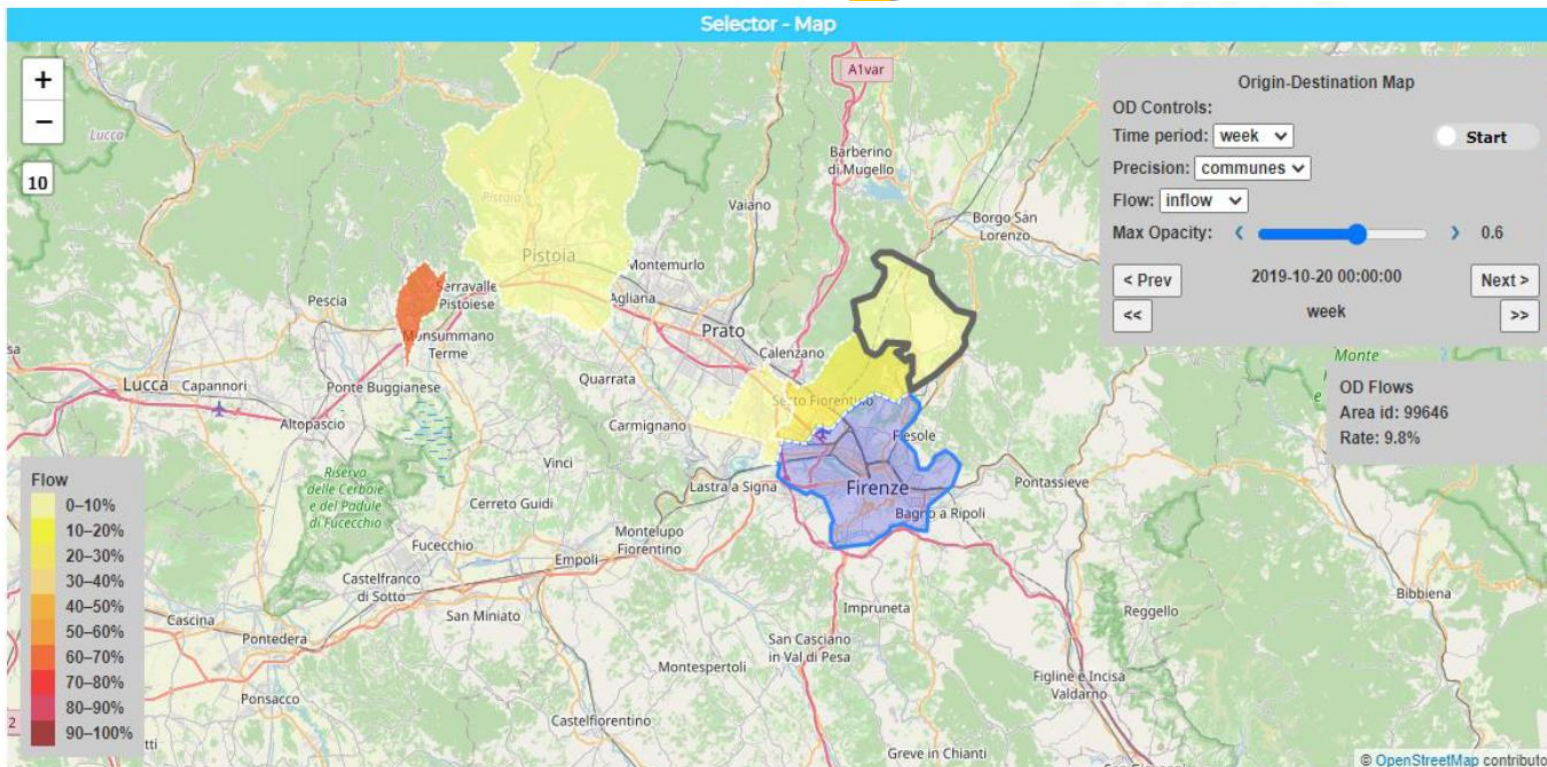 Selector - Map
+
−
10
Origin-Destination Map
OD Controls:
Time period: week
Start
Precision: communes
Flow: inflow
Max Opacity: < > 0.6
< Prev
2019-10-20 00:00:00
Next >
<<
week
>>
OD Flows
Area id: 99646
Rate: 9.8%
A1var
Lucca
Barberino
di Mugello
Pistoia
Vaiano
Borgo San
Lorenzo
Pistoia
Montemurlo
Serravalle
Pistoiese
Pescia
Agliana
Prato
Monsummano
Terme
Calenzano
Monte
Lucca
Capannori
Ponte Buggianese
Quarrata
Sesto Fiorentino
Altopascio
Carmignano
Fiesole
Vinci
Riserva
delle Cerbaie
e del Padule
di Fucecchio
Lastra a Signa
Firenze
Pontassieve
Cerreto Guidi
Bagno a Ripoli
Montelupo
Fiorentino
Fucecchio
Empoli
Castelfranco
di Sotto
Impruneta
Reggello
Bibbiena
San Miniato
Cascina
Pontedera
San Casciano
in Val di Pesa
Montespertoli
Figline e Incisa
Valdarno
Ponsacco
Castelfiorentino
Greve in Chianti
2
tti
Flow
0–10%
10–20%
20–30%
30–40%
40–50%
50–60%
60–70%
70–80%
80–90%
90–100%
© OpenStreetMap contributo